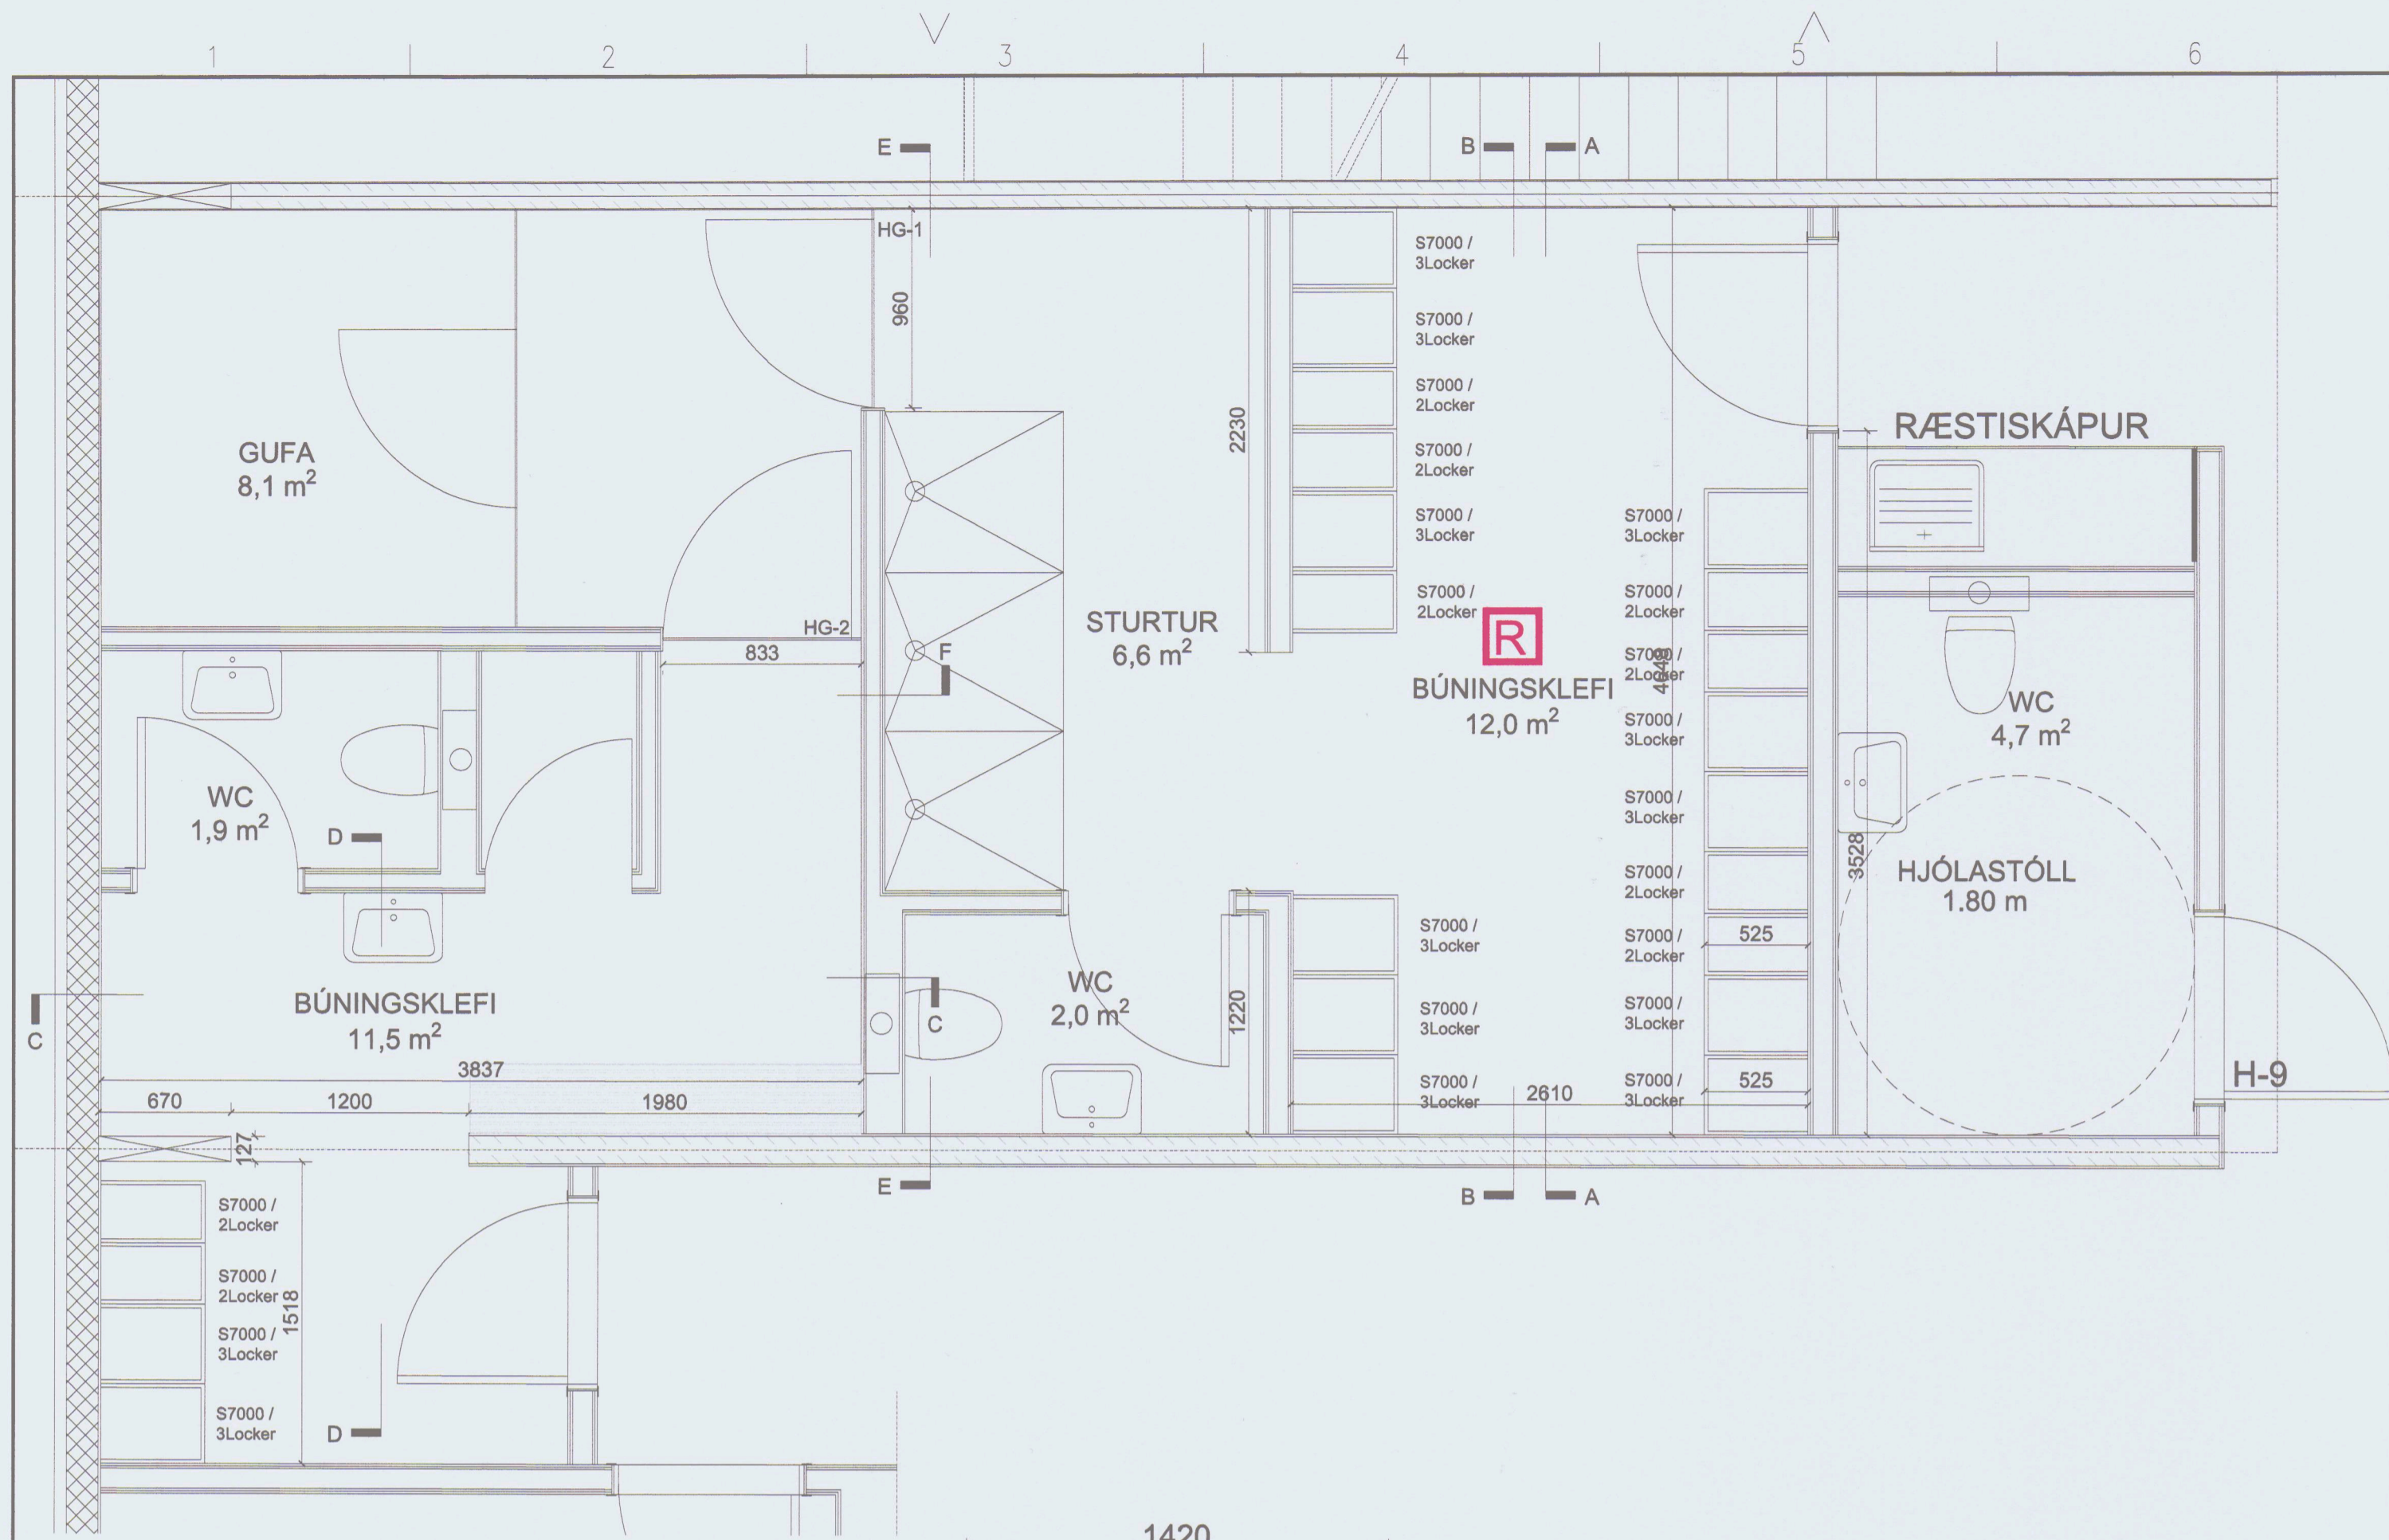 1
2
3
4
5
6
E
B
A
HG-1
960
S7000 /
3Locker
S7000 /
3Locker
S7000 /
2Locker
S7000 /
2Locker
S7000 /
3Locker
S7000 /
2Locker
2230
RÆSTISKÁPUR
GUFA
8,1 m²
S7000 /
3Locker
S7000 /
2Locker
S7000 /
2Locker
S7000 /
3Locker
S7000 /
3Locker
S7000 /
2Locker
S7000 /
2Locker
S7000 /
3Locker
S7000 /
3Locker
HG-2
833
F
STURTUR
6,6 m²
R
BÚNINGSKLEFI
12,0 m²
4648
WC
4,7 m²
WC
1,9 m²
D
3528
HJÓLASTÓLL
1.80 m
525
S7000 /
3Locker
S7000 /
3Locker
S7000 /
3Locker
WC
2,0 m²
1220
C
BÚNINGSKLEFI
11,5 m²
C
3837
670
1200
1980
2610
525
H-9
127
E
B
A
S7000 /
2Locker
S7000 /
2Locker
S7000 /
3Locker
S7000 /
3Locker
1518
D
1420